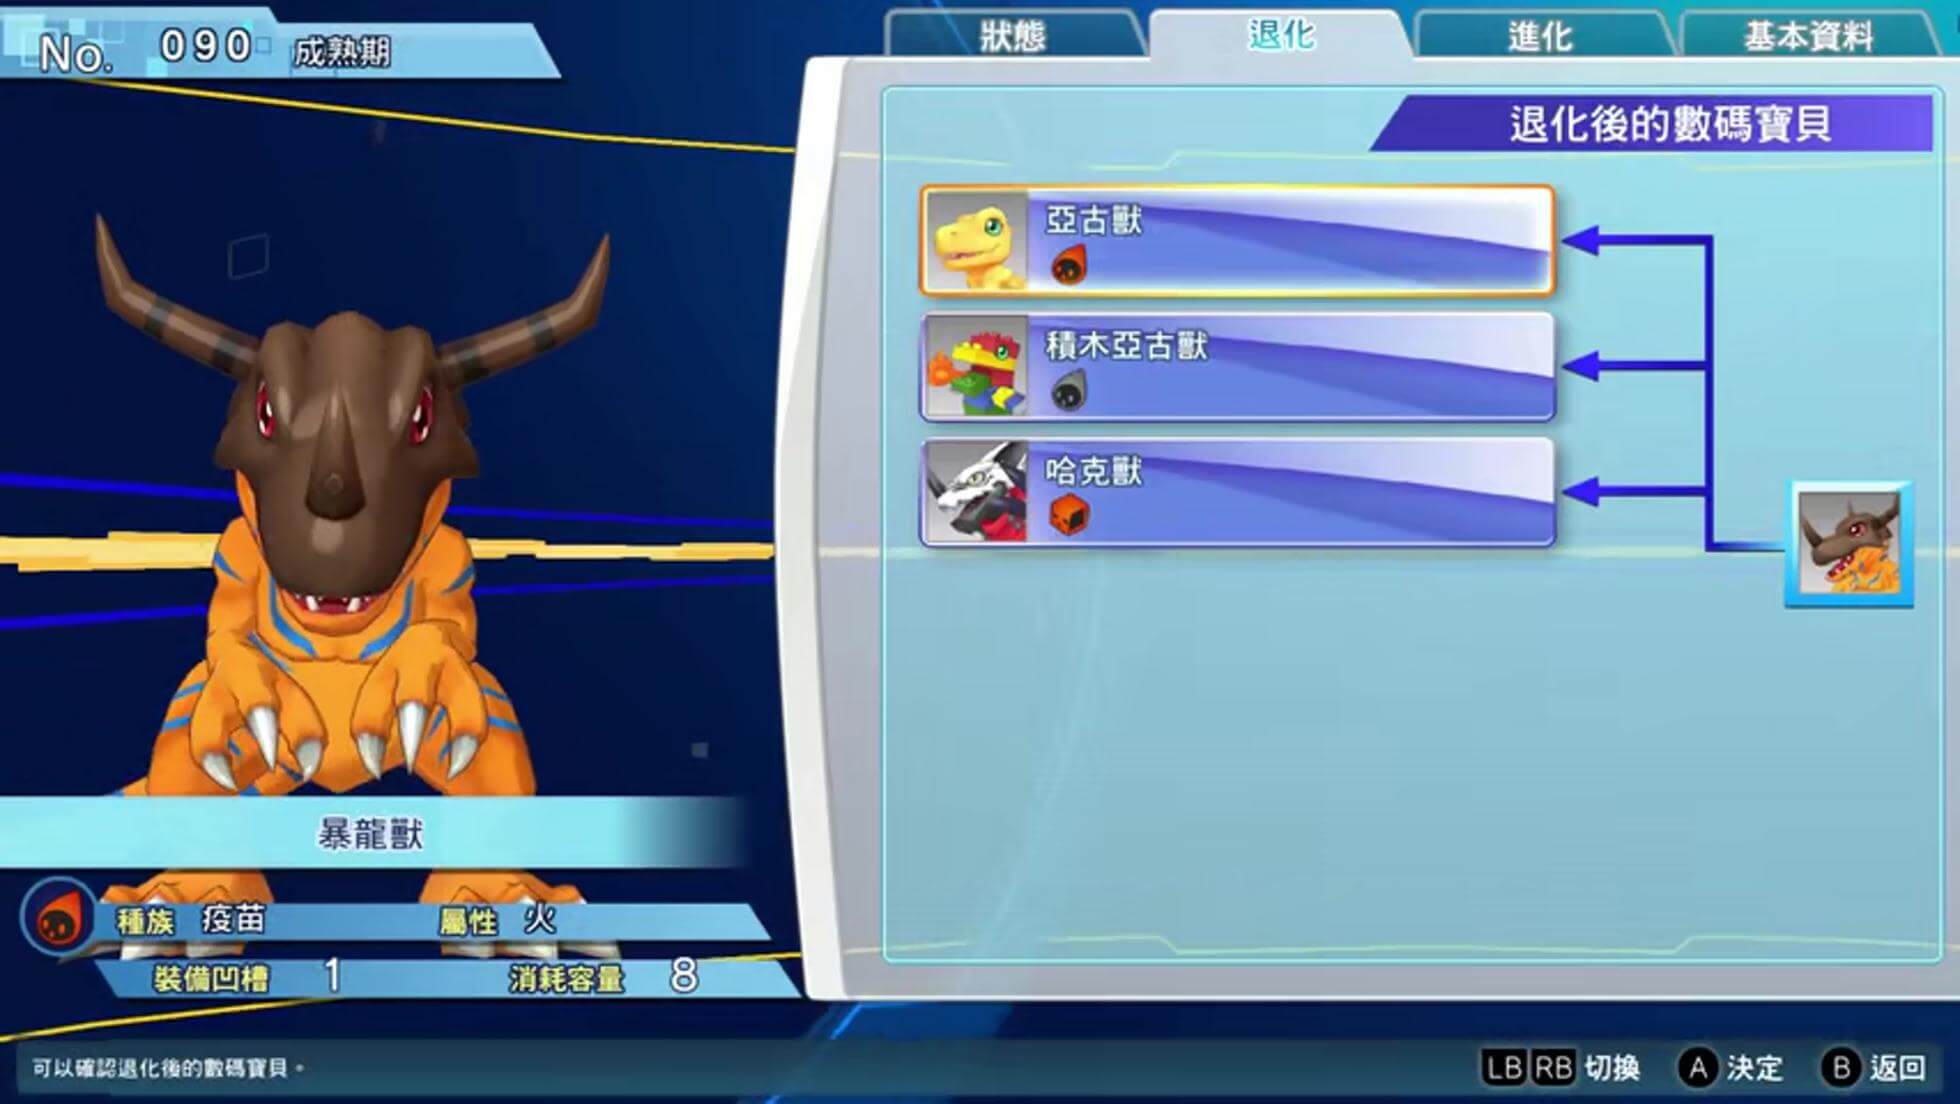 No. 090 成熟期
狀態 退化 進化 基本資料
退化後的數碼寶貝
亞古獸
積木亞古獸
哈克獸
暴龍獸
種族 疫苗 屬性 火
裝備凹槽 1 消耗容量 8
可以確認退化後的數碼寶貝。
LB RB 切換 A 決定 B 返回